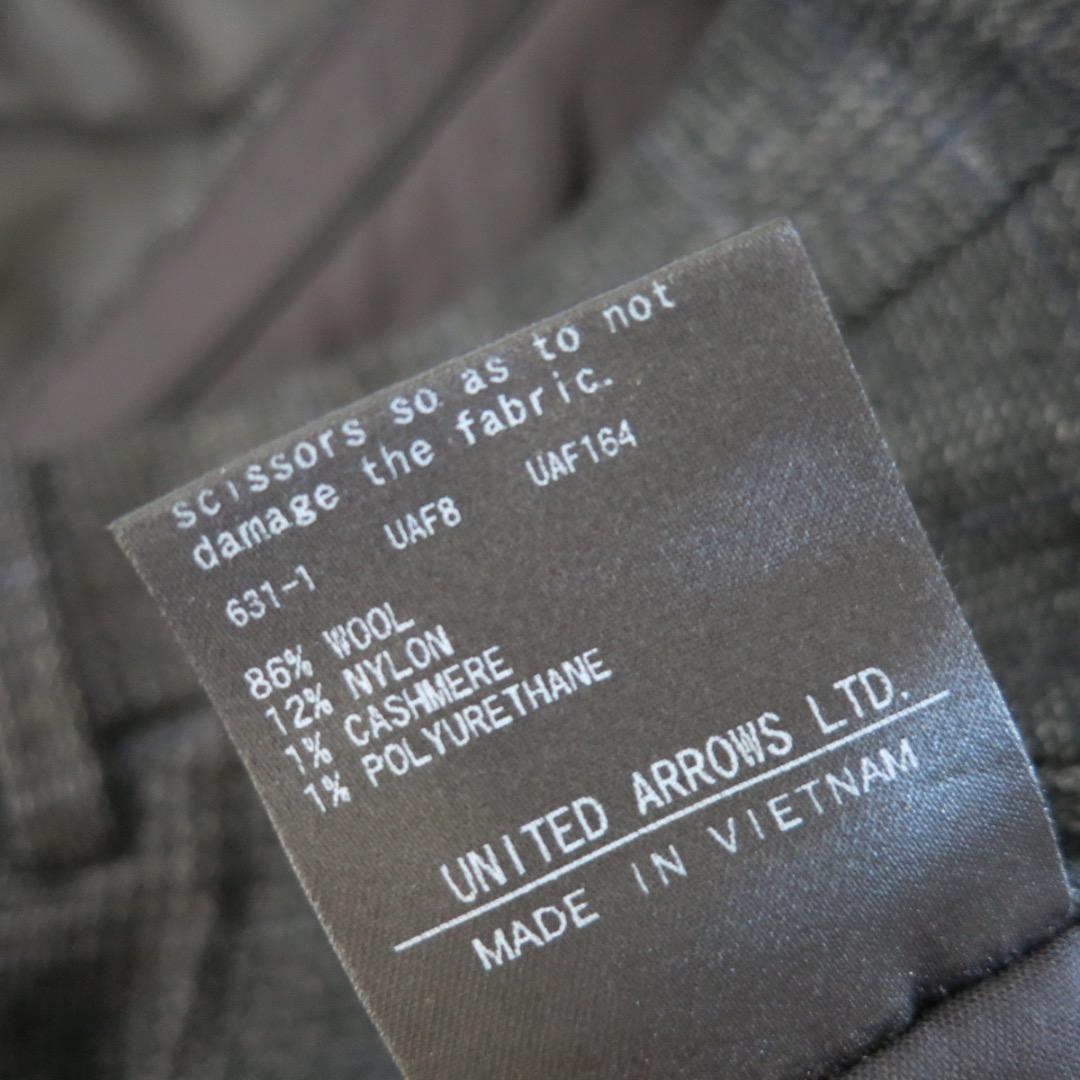 scissors so as to not
damage the fabric.
631-1 UAF8 UAF164
86% WOOL
12% NYLON
1% CASHMERE
1% POLYURETHANE
UNITED ARROWS LTD.
MADE IN VIETNAM